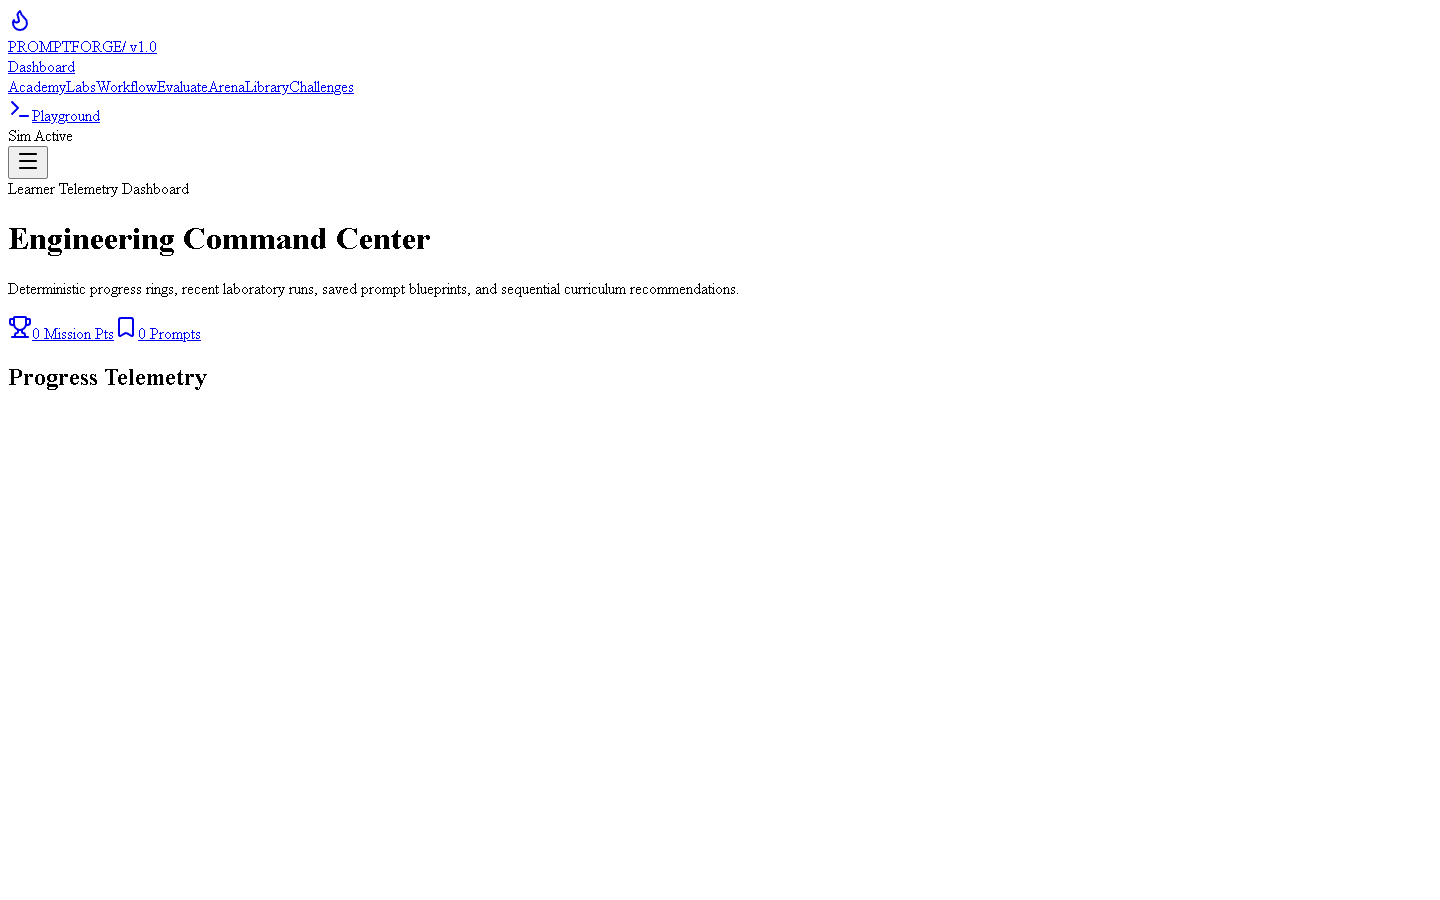 PROMPTFORGE/ v1.0
Dashboard
AcademyLabsWorkflowEvaluateArenaLibraryChallenges
Playground
Sim Active
Learner Telemetry Dashboard
Engineering Command Center
Deterministic progress rings, recent laboratory runs, saved prompt blueprints, and sequential curriculum recommendations.
0 Mission Pts 0 Prompts
Progress Telemetry